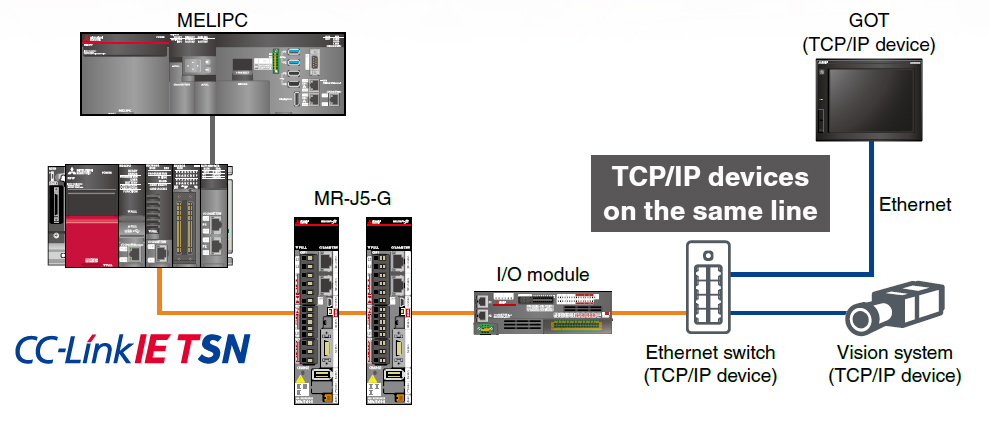 MELIPC
GOT
(TCP/IP device)
MELIPC
MR-J5-G
TCP/IP devices
on the same line
Ethernet
I/O module
CC-Link IE TSN
Ethernet switch
(TCP/IP device)
Vision system
(TCP/IP device)